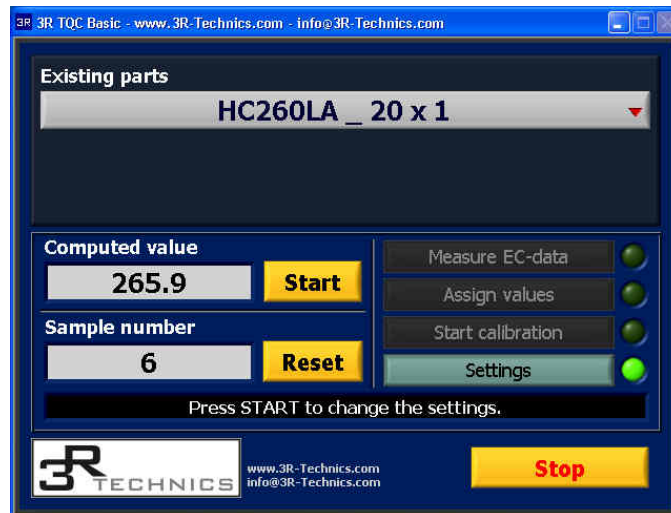 3R 3R TQC Basic - www.3R-Technics.com - info@3R-Technics.com
Existing parts
HC260LA _ 20 x 1
Computed value
265.9
Start
Measure EC-data
Assign values
Sample number
6
Reset
Start calibration
Settings
Press START to change the settings.
3R TECHNICS
www.3R-Technics.com
info@3R-Technics.com
Stop